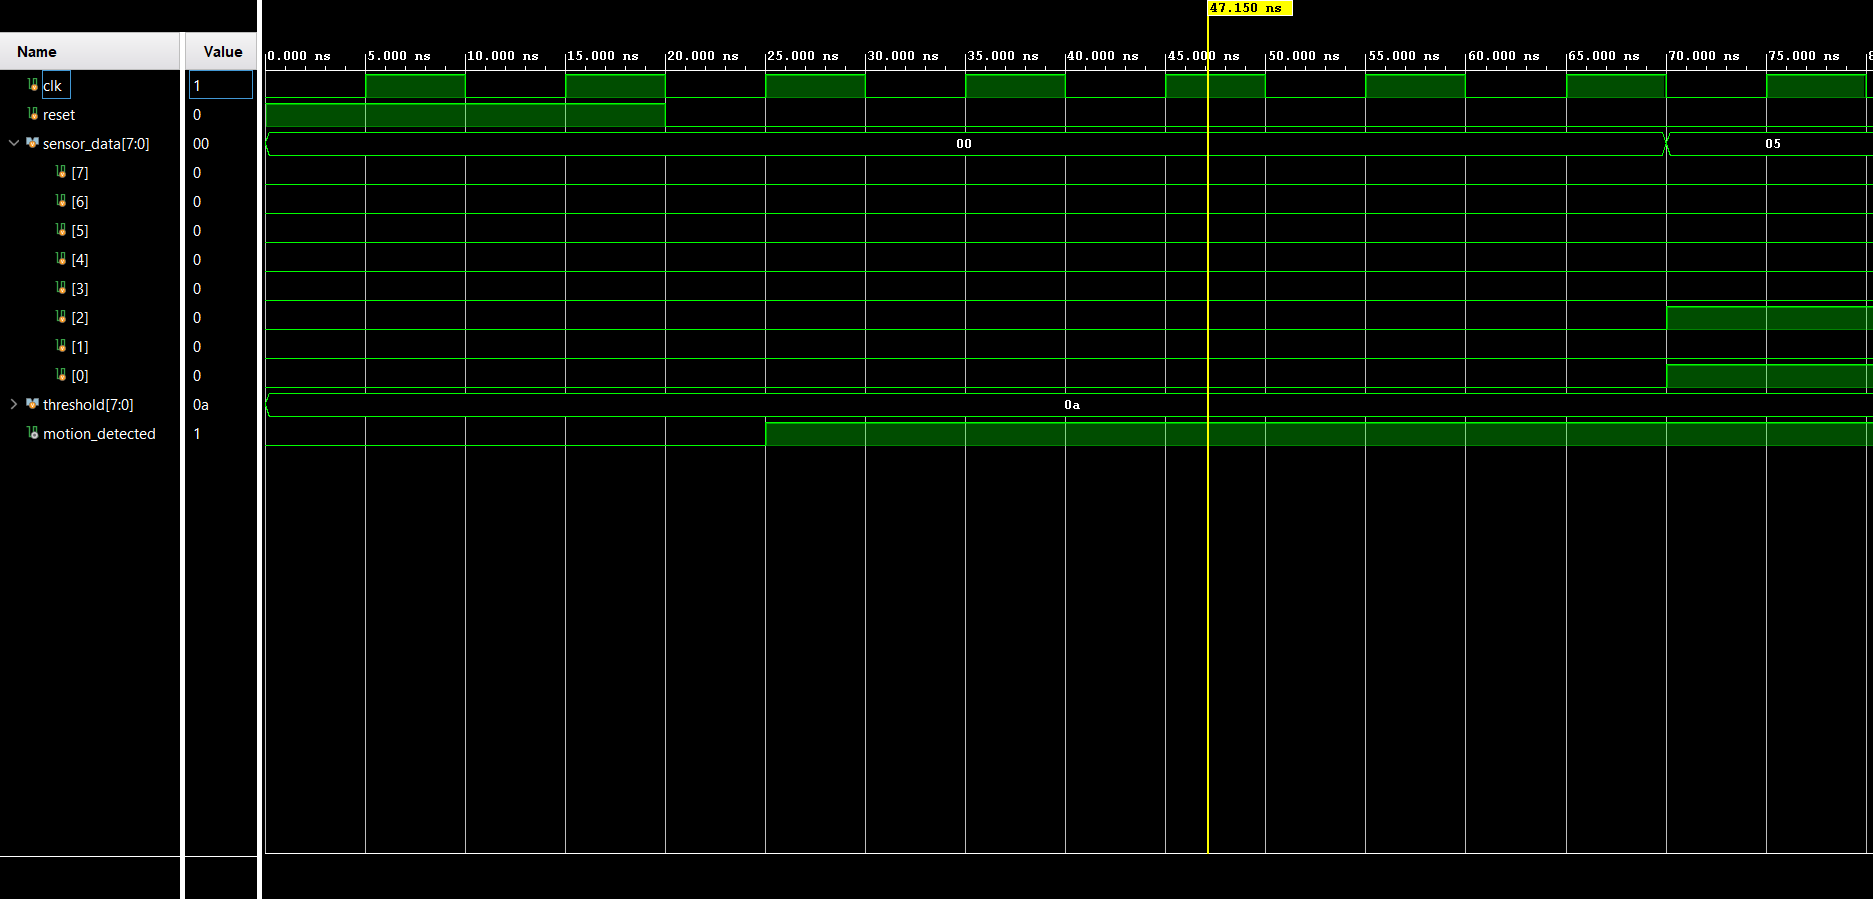 47.150 ns
Name Value
0.000 ns 5.000 ns 10.000 ns 15.000 ns 20.000 ns 25.000 ns 30.000 ns 35.000 ns 40.000 ns 45.000 ns 50.000 ns 55.000 ns 60.000 ns 65.000 ns 70.000 ns 75.000 ns
clk 1
reset 0
sensor_data[7:0] 00 00 05
[7] 0
[6] 0
[5] 0
[4] 0
[3] 0
[2] 0
[1] 0
[0] 0
threshold[7:0] 0a 0a
motion_detected 1